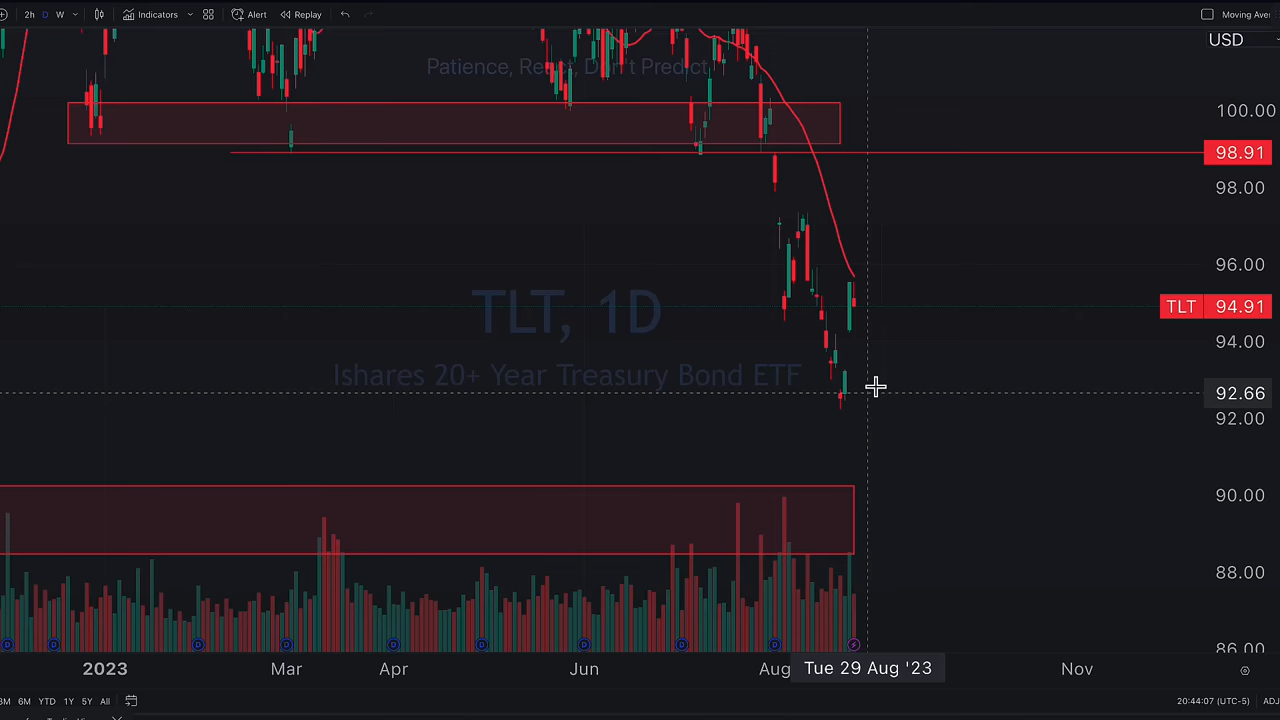 2h D W Indicators Alert Replay Moving Ave
USD
Patience, React, Don't Predict
100.00
98.91
98.00
96.00
TLT, 1D
TLT 94.91
94.00
Ishares 20+ Year Treasury Bond ETF
92.66
92.00
90.00
88.00
86.00
D D D D D D D D D
2023 Mar Apr Jun Aug Tue 29 Aug '23 Nov
3M 6M YTD 1Y 5Y All 20:44:07 (UTC-5) ADJ